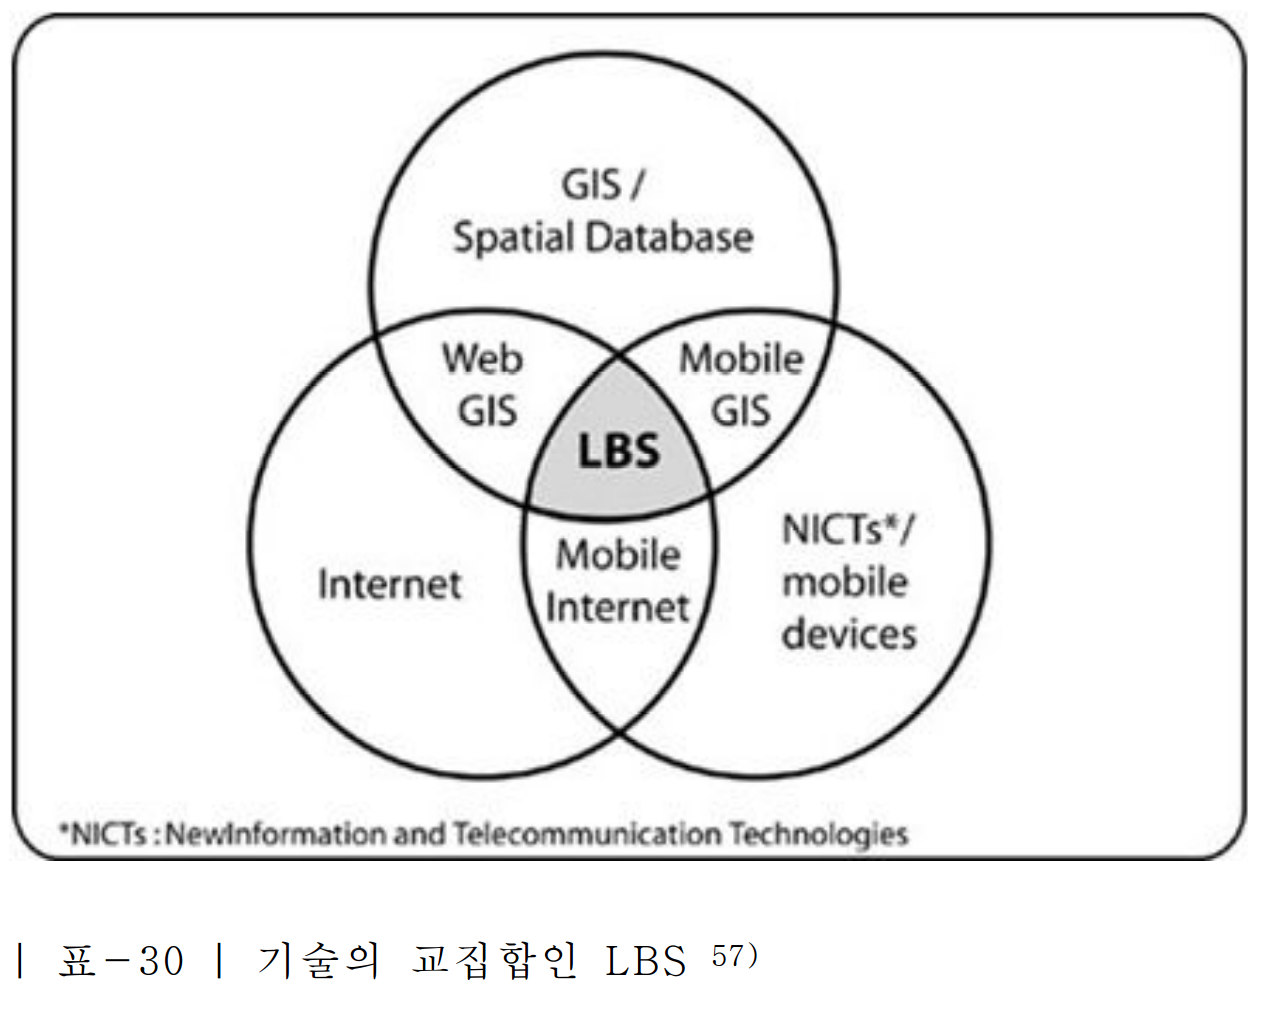 GIS /
Spatial Database
Web
GIS
Mobile
GIS
LBS
Internet
Mobile
Internet
NICTs*/
mobile
devices
*NICTs : NewInformation and Telecommunication Technologies
| 표-30 | 기술의 교집합인 LBS 57)